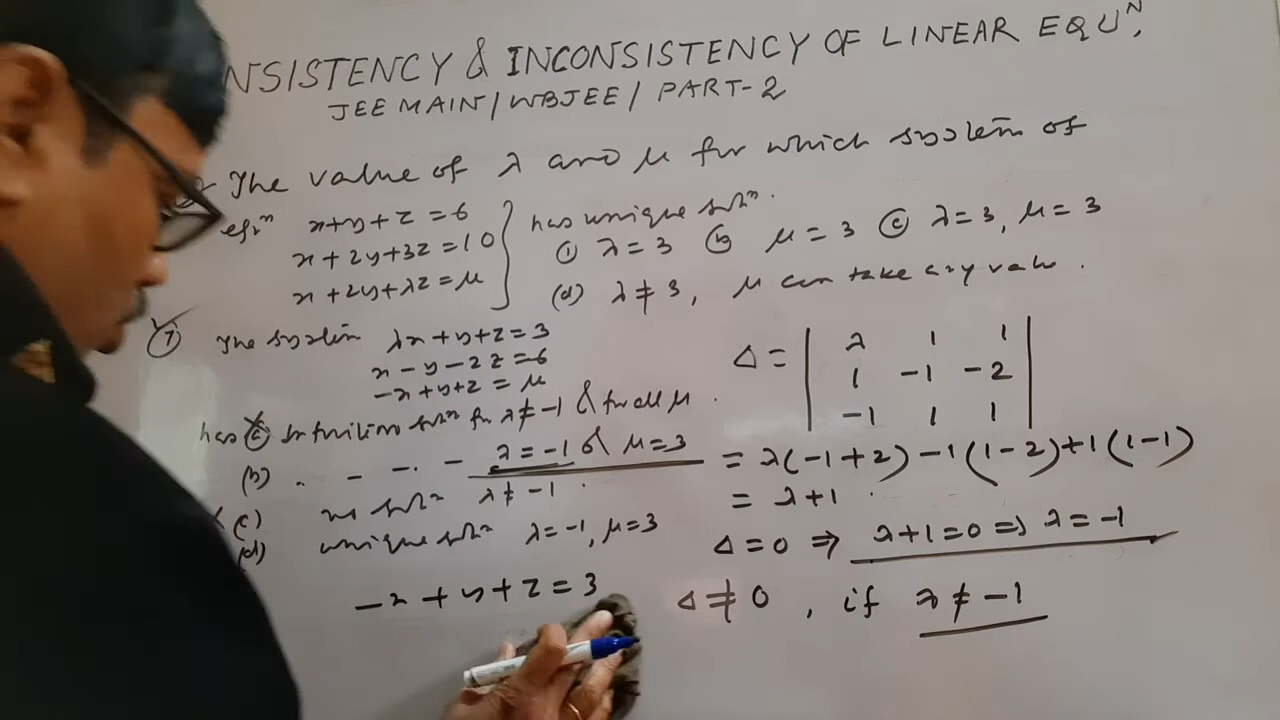 NSISTENCY & INCONSISTENCY OF LINEAR EQUⁿ.
JEE MAIN/WBJEE/ PART-2
The value of λ and μ for which system of
eqⁿ x+y+z=6
x+2y+3z=10
x+2y+λz=μ
has unique solⁿ.
① λ=3 ⓑ μ=3 ⓒ λ=3, μ=3
(d) λ≠3, μ can take any value.
⑦ The system λx+y+z=3
x-y-2z=6
-x+y+z=μ
has infinitum solⁿ for λ≠-1 & for all μ.
(b) " - -. - λ=-1 & μ=3
(c) no solⁿ λ≠-1.
(d) unique solⁿ λ=-1, μ=3
-x+y+z=3
Δ = | λ 1 1
1 -1 -2
-1 1 1 |
= λ(-1+2)-1(1-2)+1(1-1)
= λ+1.
Δ=0 ⇒ λ+1=0 ⇒ λ=-1
Δ≠0, if λ≠-1